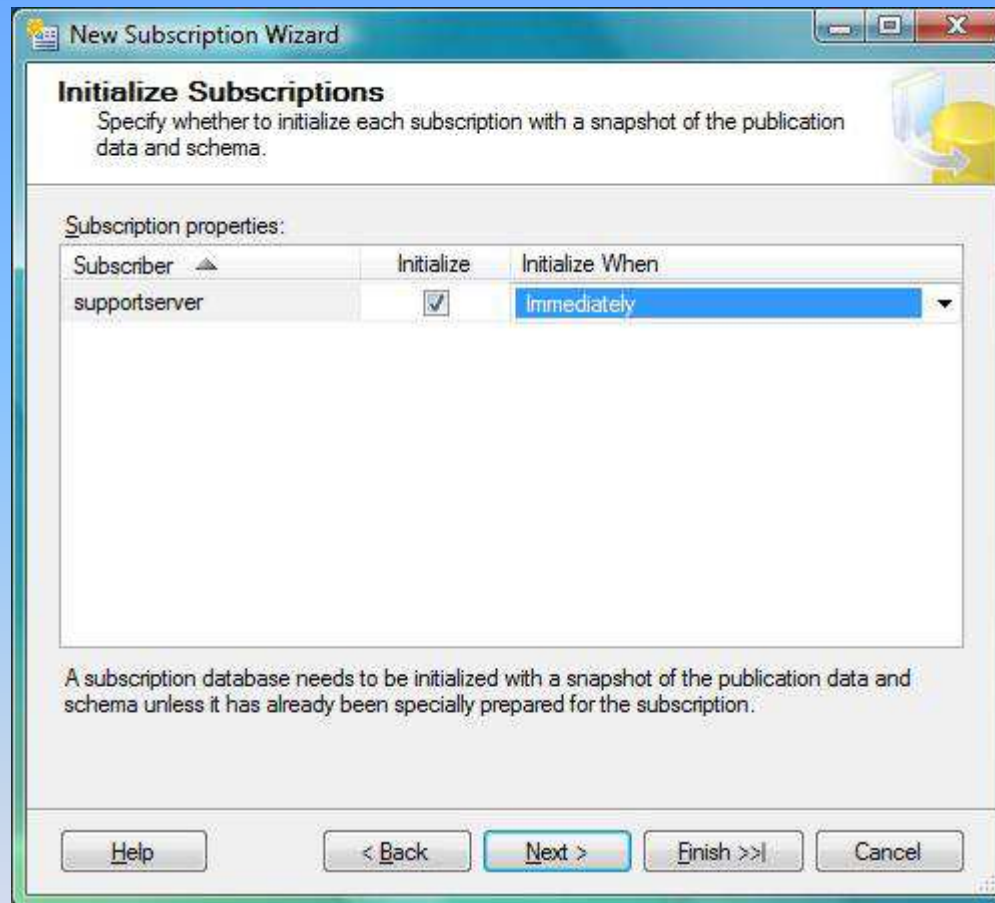 New Subscription Wizard
Initialize Subscriptions
Specify whether to initialize each subscription with a snapshot of the publication
data and schema.
Subscription properties:
Subscriber Initialize Initialize When
supportserver Immediately
A subscription database needs to be initialized with a snapshot of the publication data and
schema unless it has already been specially prepared for the subscription.
Help < Back Next > Finish >>| Cancel